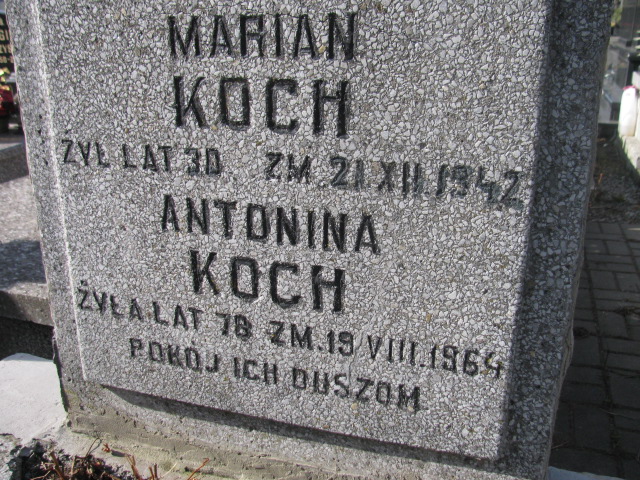 MARIAN
KOCH
ŻYŁ LAT 30. ZM. 21 XII. 1942
ANTONINA
KOCH
ŻYŁA LAT 78 ZM. 19 VIII. 1964
POKÓJ ICH DUSZOM